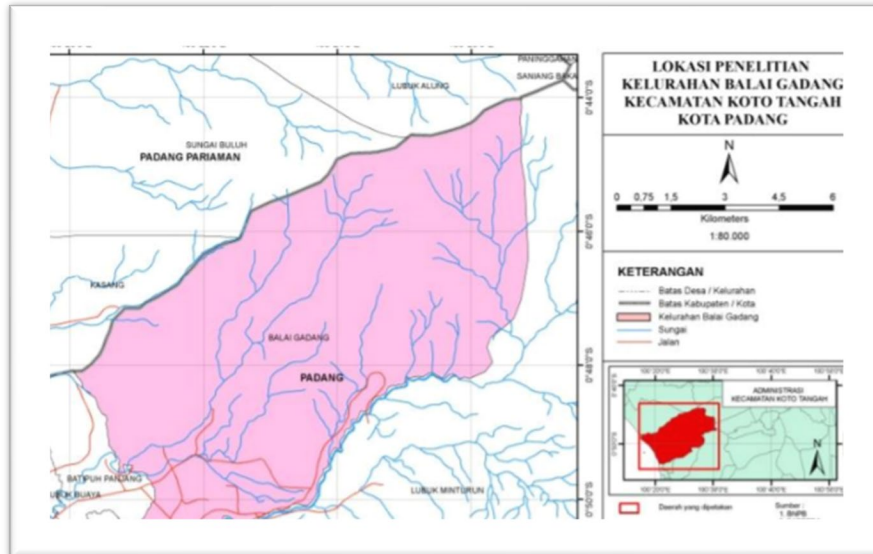 PANINGGAHAN
SANIANG BAKA
LUBUK ALUNG
SUNGAI BULUH
PADANG PARIAMAN
KASANG
BALAI GADANG
PADANG
BATIPUH PANJANG
LUBUK MINTURUN
0°44'0"S
0°46'0"S
0°48'0"S
0°50'0"S
LOKASI PENELITIAN
KELURAHAN BALAI GADANG
KECAMATAN KOTO TANGAH
KOTA PADANG
N
0 0,75 1,5 3 4,5 6
Kilometers
1:80.000
KETERANGAN
Batas Desa / Kelurahan
Batas Kabupaten / Kota
Kelurahan Balai Gadang
Sungai
Jalan
ADMINISTRASI
KECAMATAN KOTO TANGAH
N
Daerah yang dipetakan
Sumber :
1. BNPB